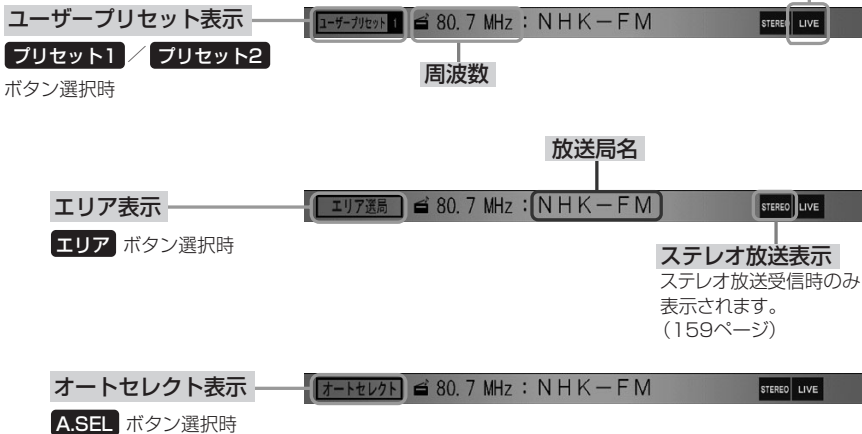 ユーザープリセット表示
ユーザープリセット 1 80.7 MHz：NHK－FM STEREO LIVE
プリセット1／プリセット2
ボタン選択時
周波数
放送局名
エリア表示
エリア選局 80.7 MHz：NHK－FM STEREO LIVE
エリア ボタン選択時
ステレオ放送表示
ステレオ放送受信時のみ
表示されます。
（159ページ）
オートセレクト表示
オートセレクト 80.7 MHz：NHK－FM STEREO LIVE
A.SEL ボタン選択時